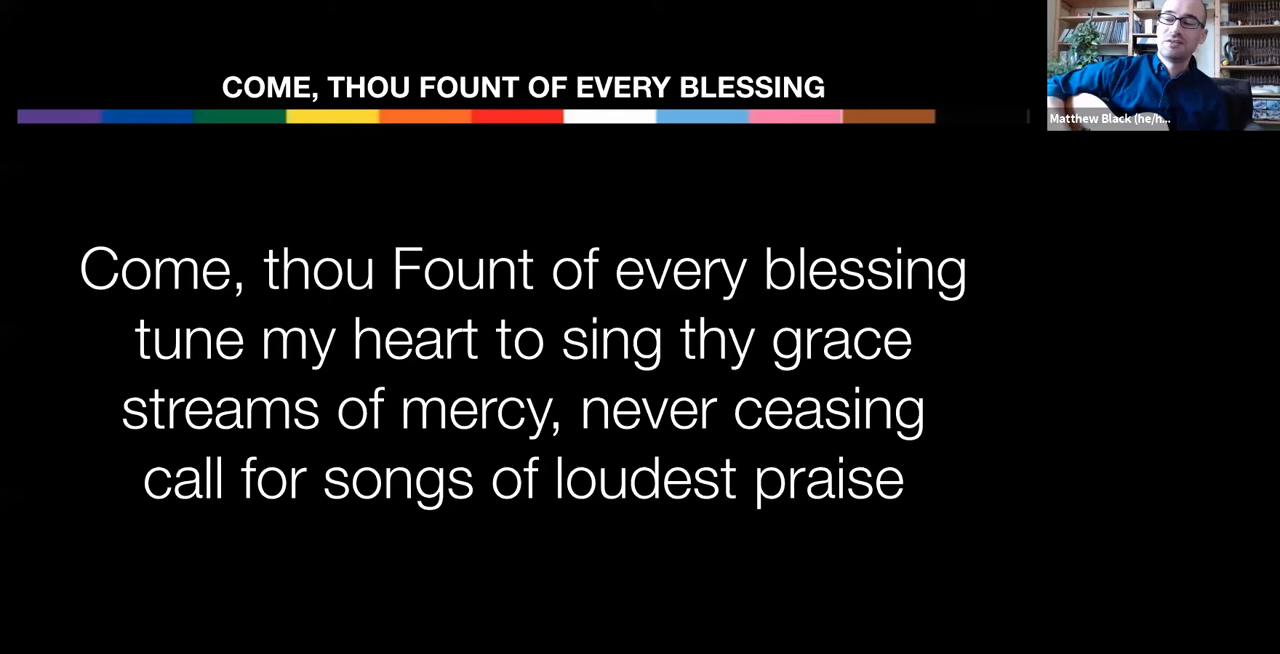 COME, THOU FOUNT OF EVERY BLESSING
Matthew Black (he/h...
Come, thou Fount of every blessing
tune my heart to sing thy grace
streams of mercy, never ceasing
call for songs of loudest praise